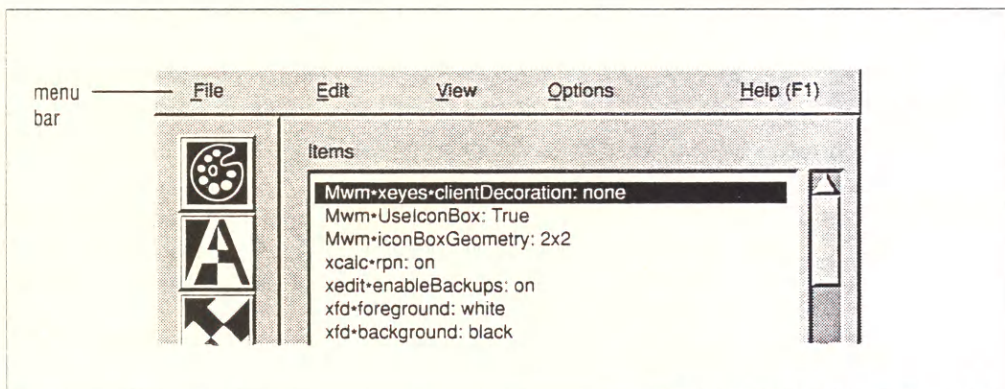 menu bar
File Edit View Options Help (F1)
Items
Mwm*xeyes*clientDecoration: none
Mwm*UseIconBox: True
Mwm*iconBoxGeometry: 2x2
xcalc*rpn: on
xedit*enableBackups: on
xfd*foreground: white
xfd*background: black